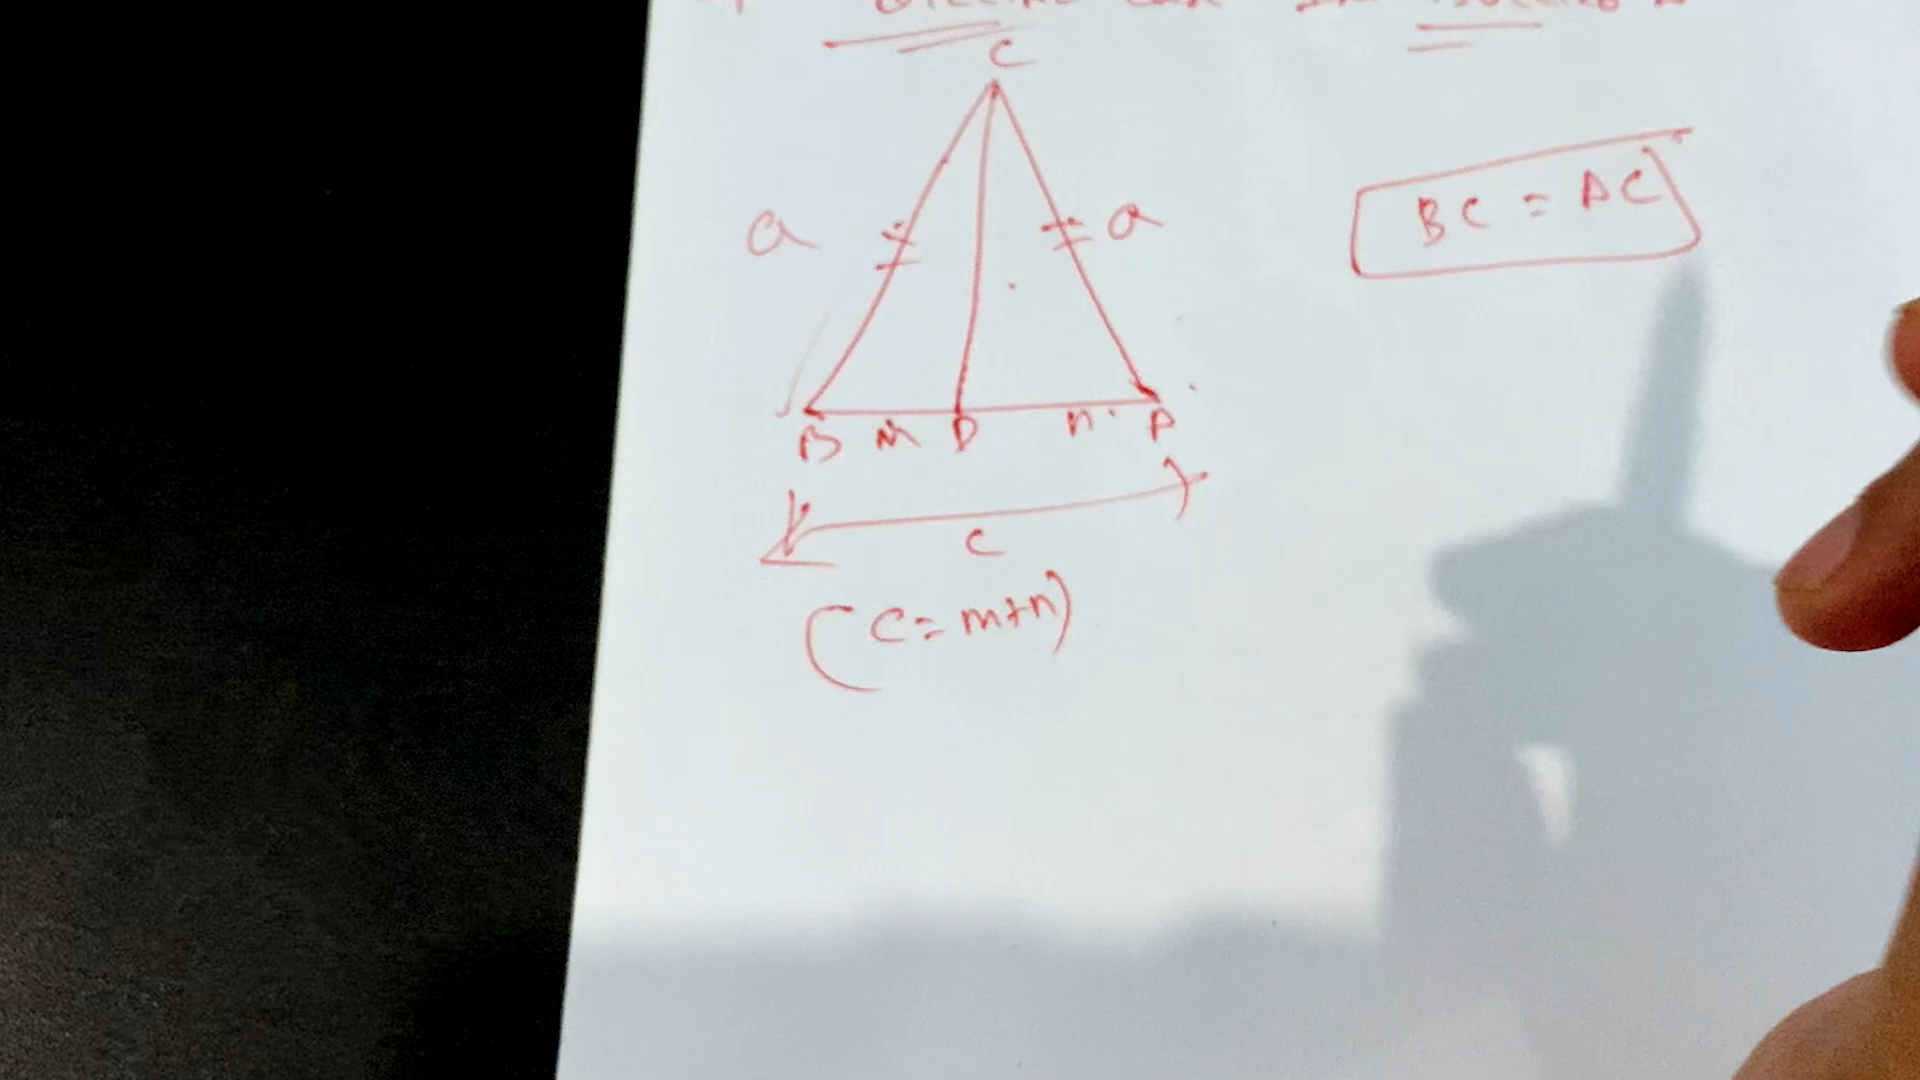 C
a
a
BC = AC
B m D n A
c
(c = m+n)